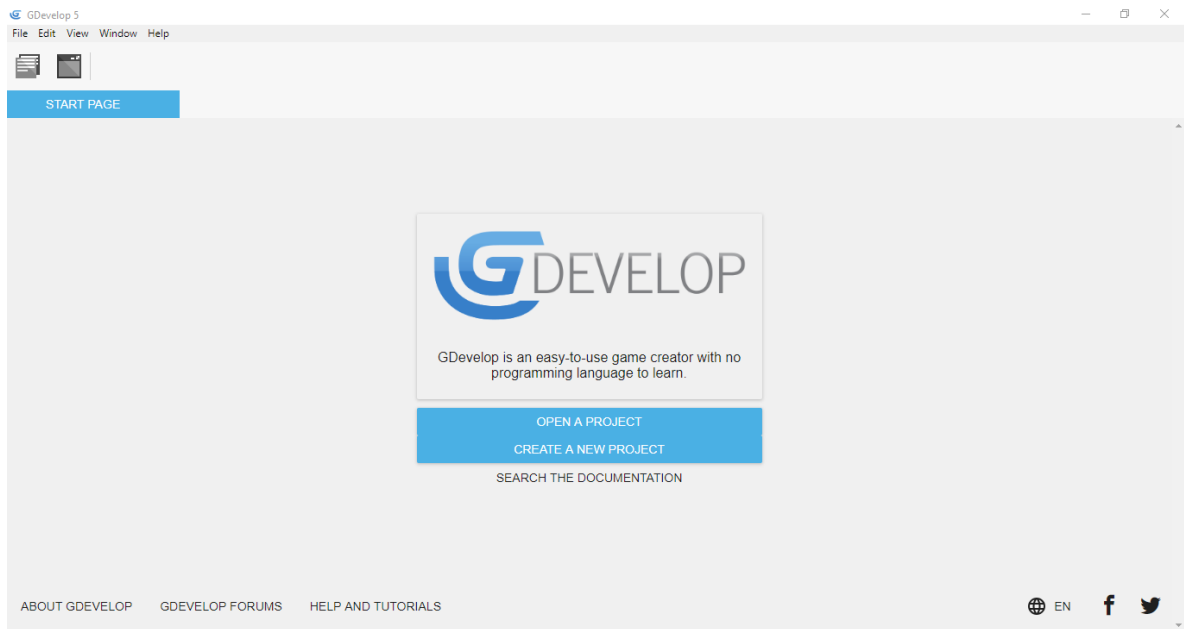 GDevelop 5
File Edit View Window Help
START PAGE
GDEVELOP
GDevelop is an easy-to-use game creator with no
programming language to learn.
OPEN A PROJECT
CREATE A NEW PROJECT
SEARCH THE DOCUMENTATION
ABOUT GDEVELOP GDEVELOP FORUMS HELP AND TUTORIALS EN